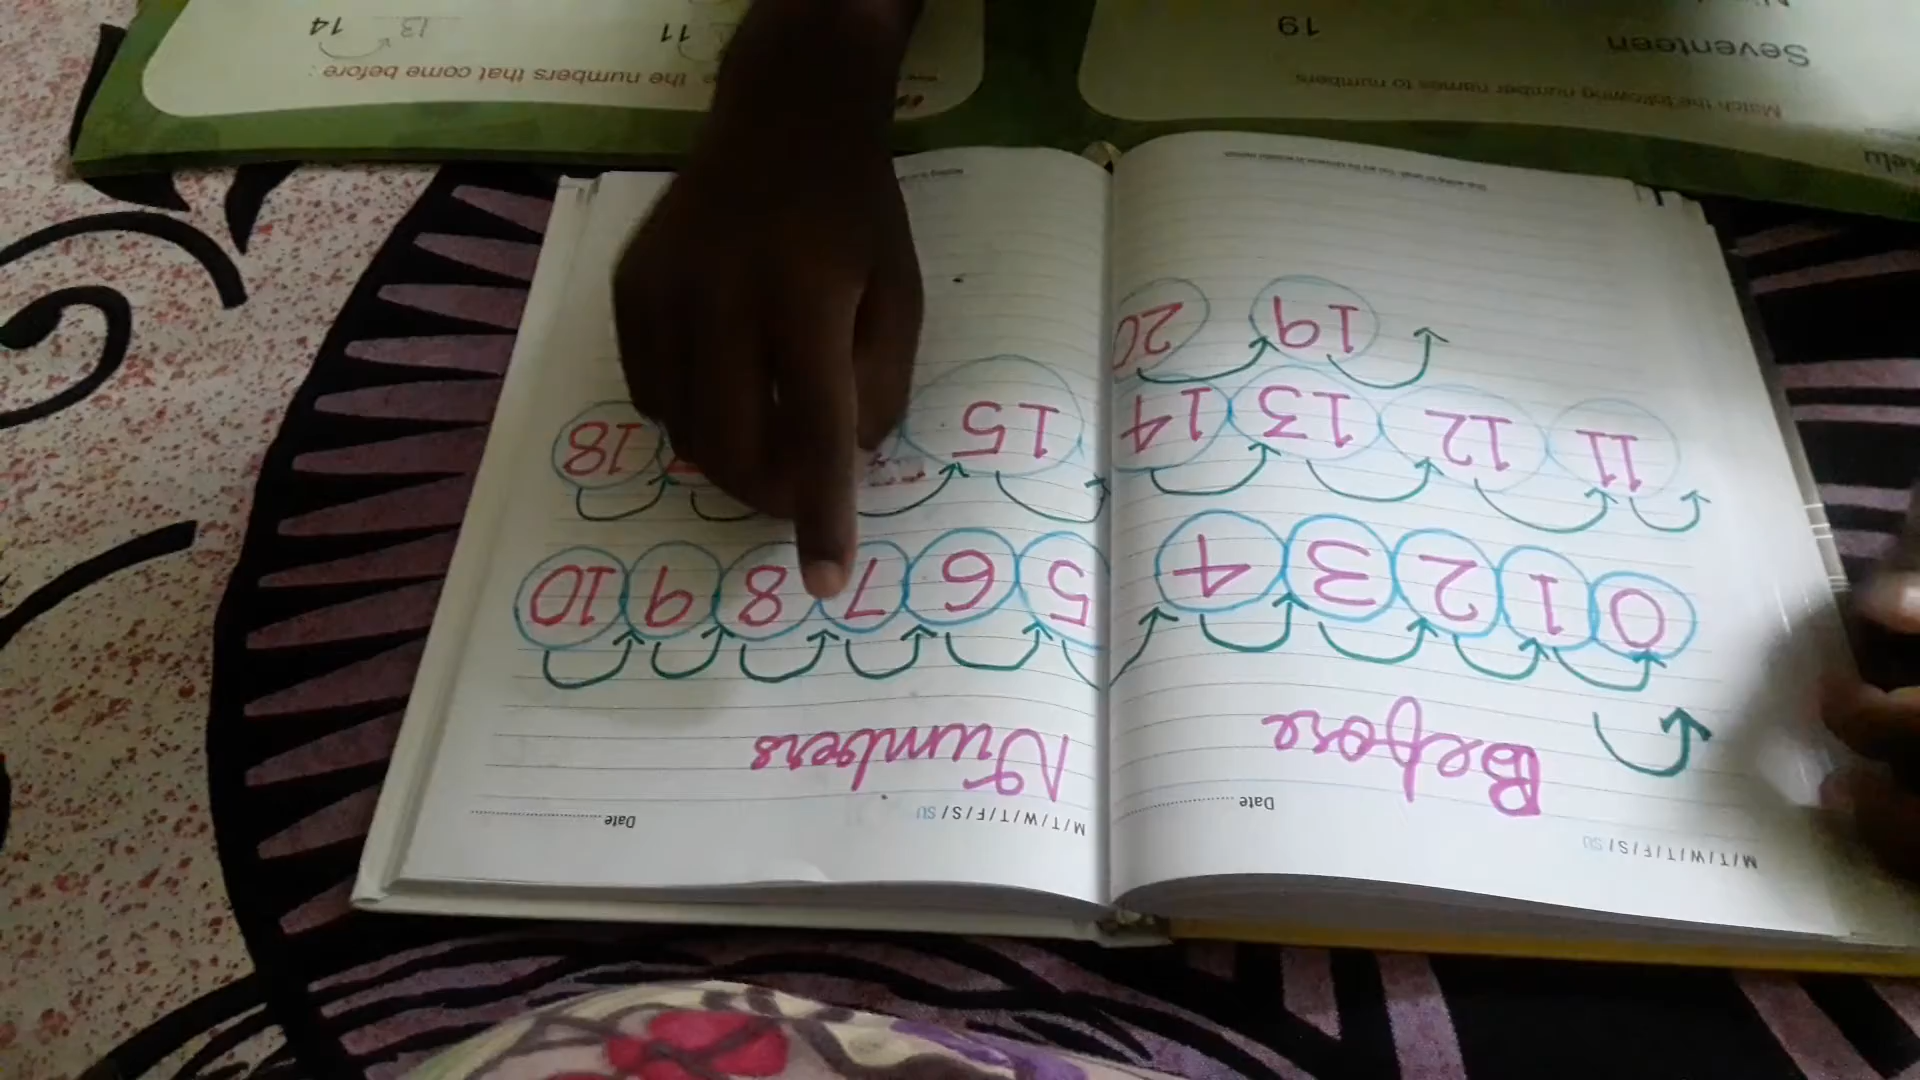 M/T/W/T/F/S/SU Date
Before
0 1 2 3 4
11 12 13 14
19 20
M/T/W/T/F/S/SU Date
Numbers
5 6 7 8 9 10
15 18
Match the following number names to numbers
Seventeen 19
the numbers that come before :
11 13 14